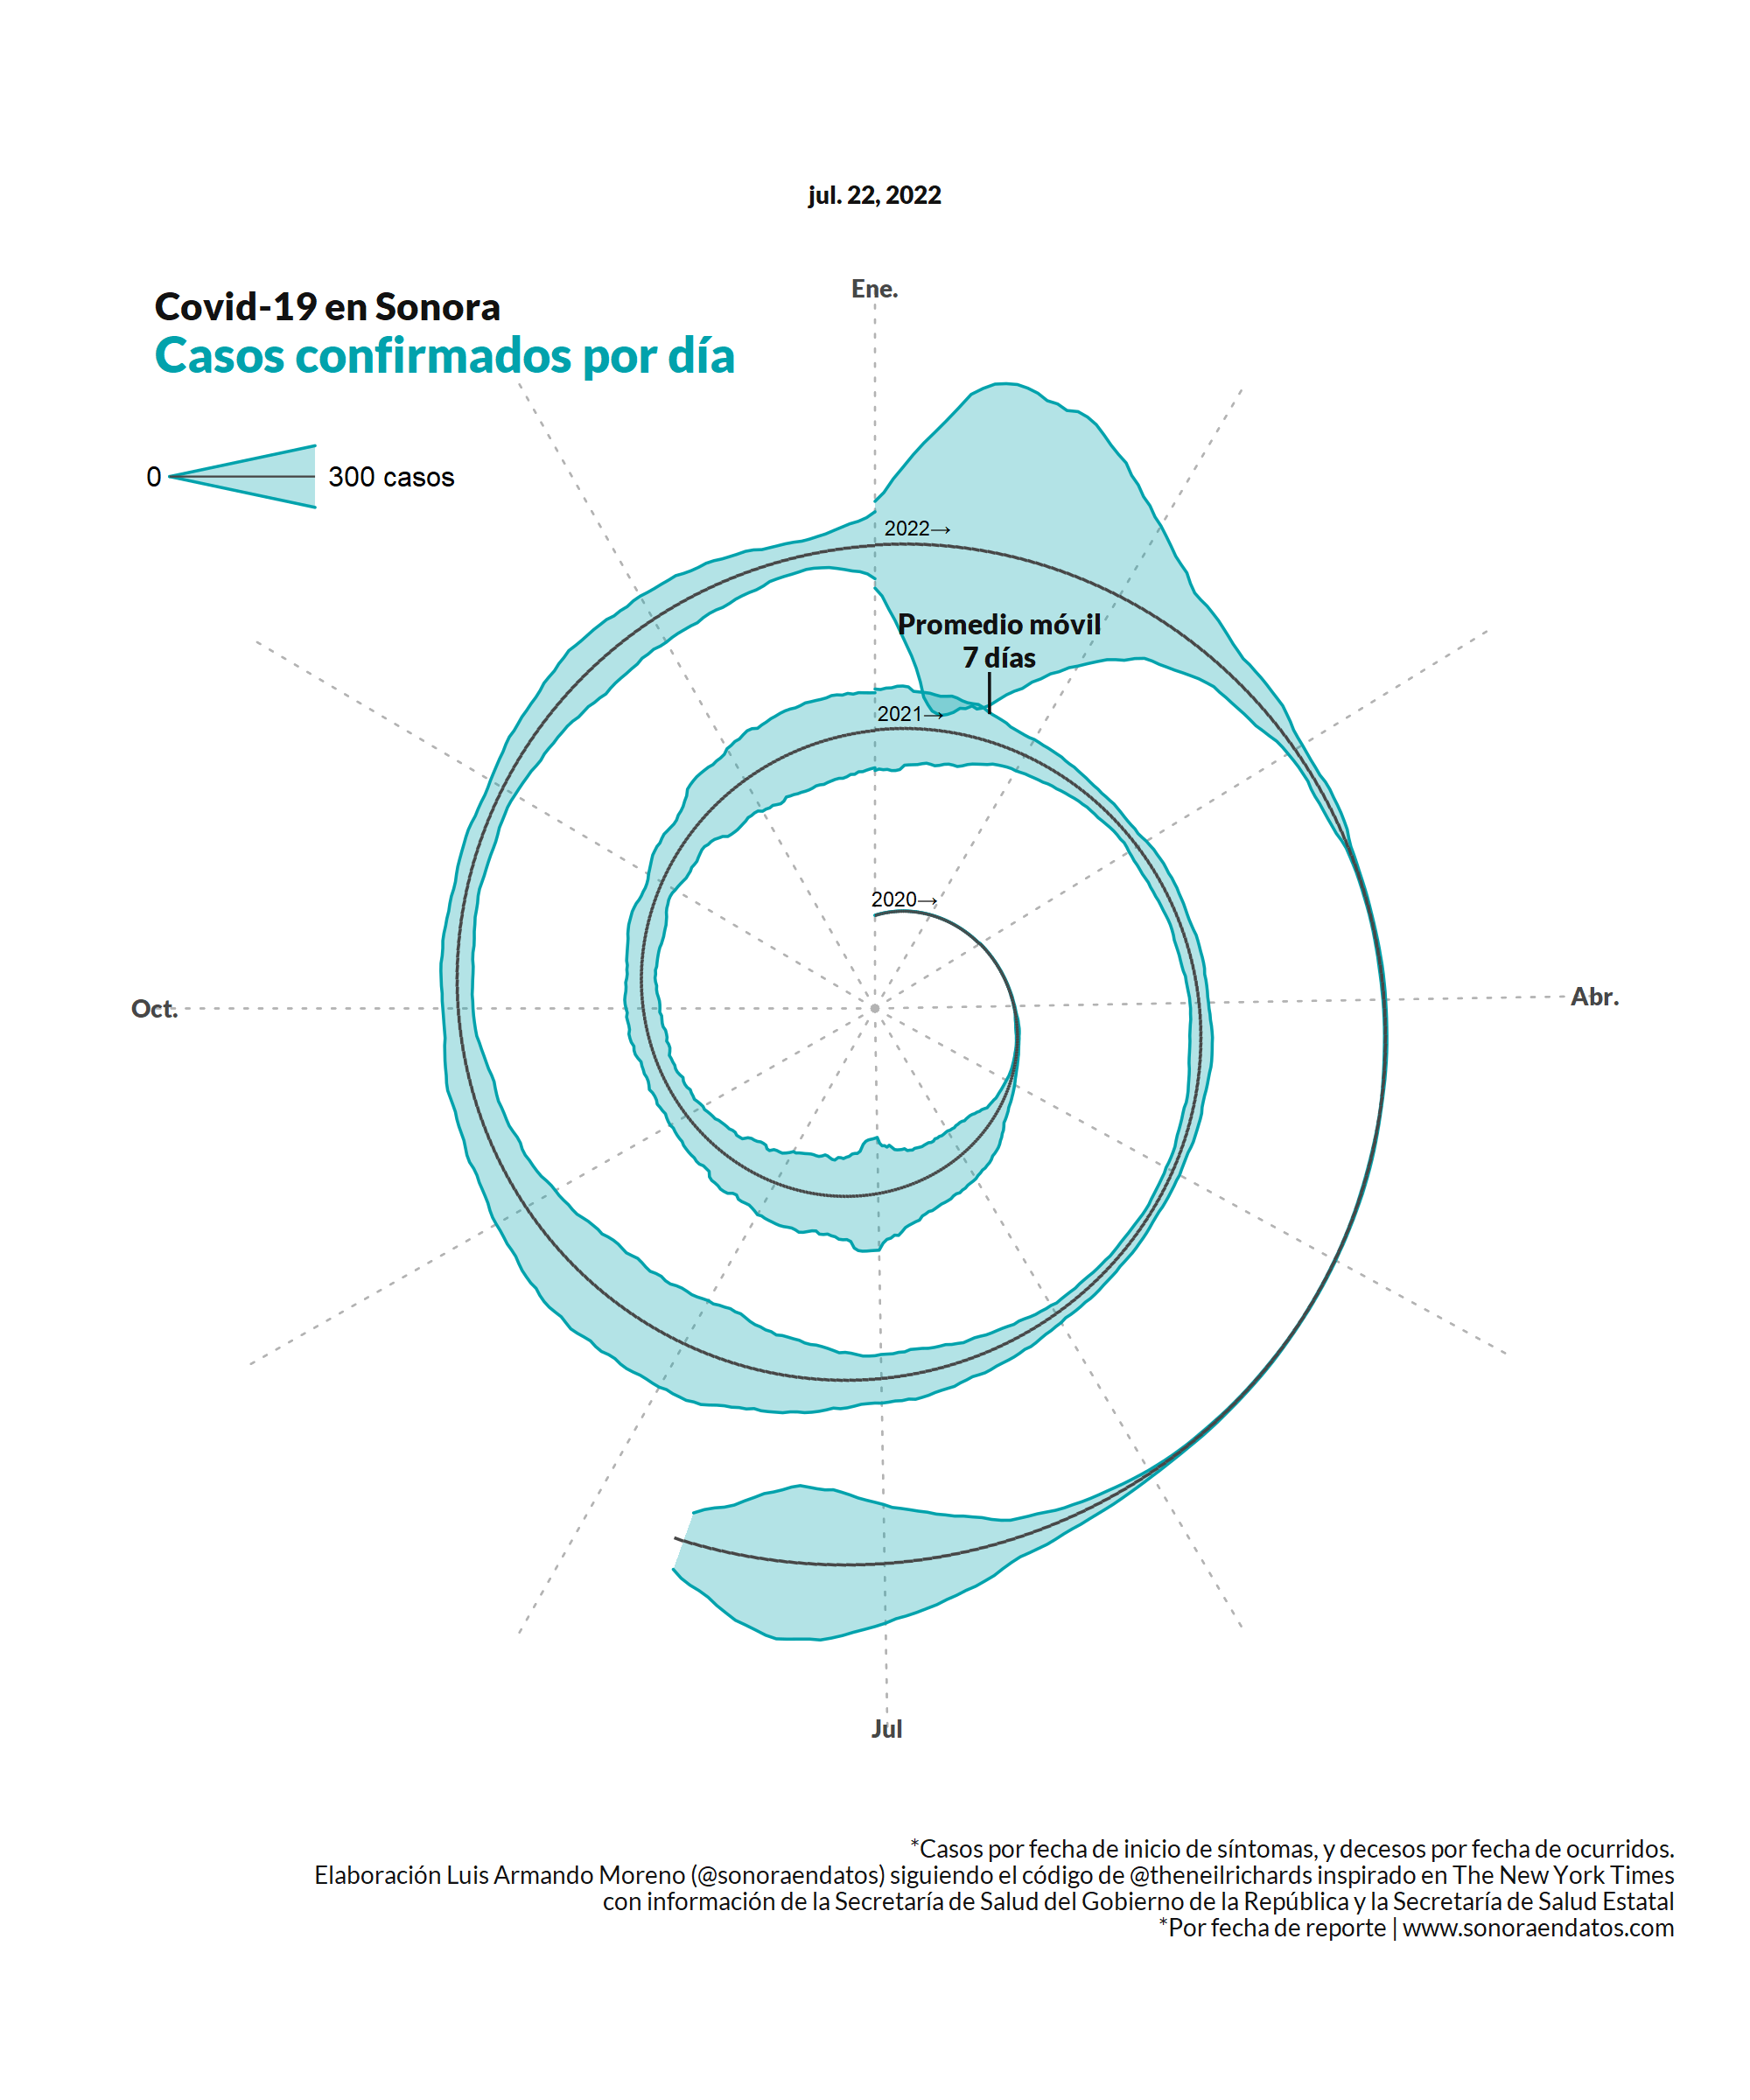 jul. 22, 2022
Ene.
Covid-19 en Sonora
Casos confirmados por día
0
300 casos
2022→
Promedio móvil
7 días
2021→
2020→
Oct.
Abr.
Jul
*Casos por fecha de inicio de síntomas, y decesos por fecha de ocurridos.
Elaboración Luis Armando Moreno (@sonoraendatos) siguiendo el código de @theneilrichards inspirado en The New York Times
con información de la Secretaría de Salud del Gobierno de la República y la Secretaría de Salud Estatal
*Por fecha de reporte | www.sonoraendatos.com